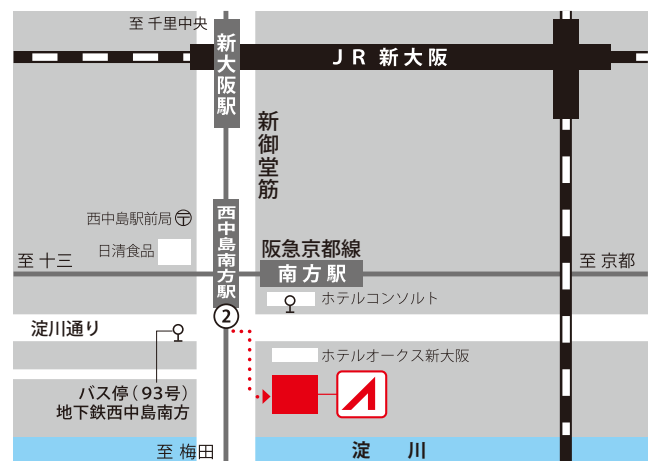 至 千里中央
新大阪駅
JR 新大阪
新御堂筋
西中島駅前局〒
西中島南方駅
日清食品
阪急京都線
至 十三
南方駅
至 京都
ホテルコンソルト
2
淀川通り
ホテルオークス新大阪
バス停（93号）
地下鉄西中島南方
至 梅田
淀 川